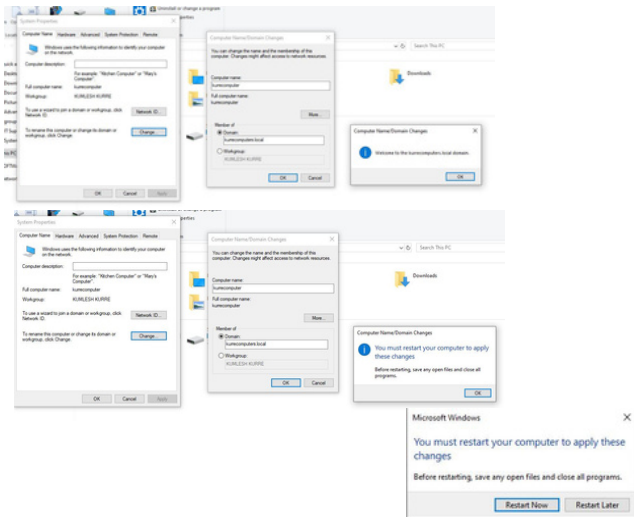 Uninstall or change a program
System Properties
Computer Name Hardware Advanced System Protection Remote
Windows uses the following information to identify your computer
on the network.
Computer description:
For example: "Kitchen Computer" or "Mary's
Computer".
Full computer name: kurrecomputer
Workgroup: KUMLESH KURRE
To use a wizard to join a domain or workgroup, click
Network ID.
Network ID...
To rename this computer or change its domain or
workgroup, click Change.
Change...
OK Cancel Apply
Computer Name/Domain Changes
You can change the name and the membership of this
computer. Changes might affect access to network resources.
Computer name:
kurrecomputer
Full computer name:
kurrecomputer
More...
Member of
Domain:
kurrecomputers.local
Workgroup:
KUMLESH KURRE
OK Cancel
Search This PC
Downloads
Computer Name/Domain Changes
Welcome to the kurrecomputers.local domain.
OK
Uninstall or change a program
System Properties
Computer Name Hardware Advanced System Protection Remote
Windows uses the following information to identify your computer
on the network.
Computer description:
For example: "Kitchen Computer" or "Mary's
Computer".
Full computer name: kurrecomputer
Workgroup: KUMLESH KURRE
To use a wizard to join a domain or workgroup, click
Network ID.
Network ID...
To rename this computer or change its domain or
workgroup, click Change.
Change...
OK Cancel Apply
Computer Name/Domain Changes
You can change the name and the membership of this
computer. Changes might affect access to network resources.
Computer name:
kurrecomputer
Full computer name:
kurrecomputer
More...
Member of
Domain:
kurrecomputers.local
Workgroup:
KUMLESH KURRE
OK Cancel
Search This PC
Downloads
Computer Name/Domain Changes
You must restart your computer to apply
these changes
Before restarting, save any open files and close all
programs.
OK
Microsoft Windows
You must restart your computer to apply these
changes
Before restarting, save any open files and close all programs.
Restart Now Restart Later